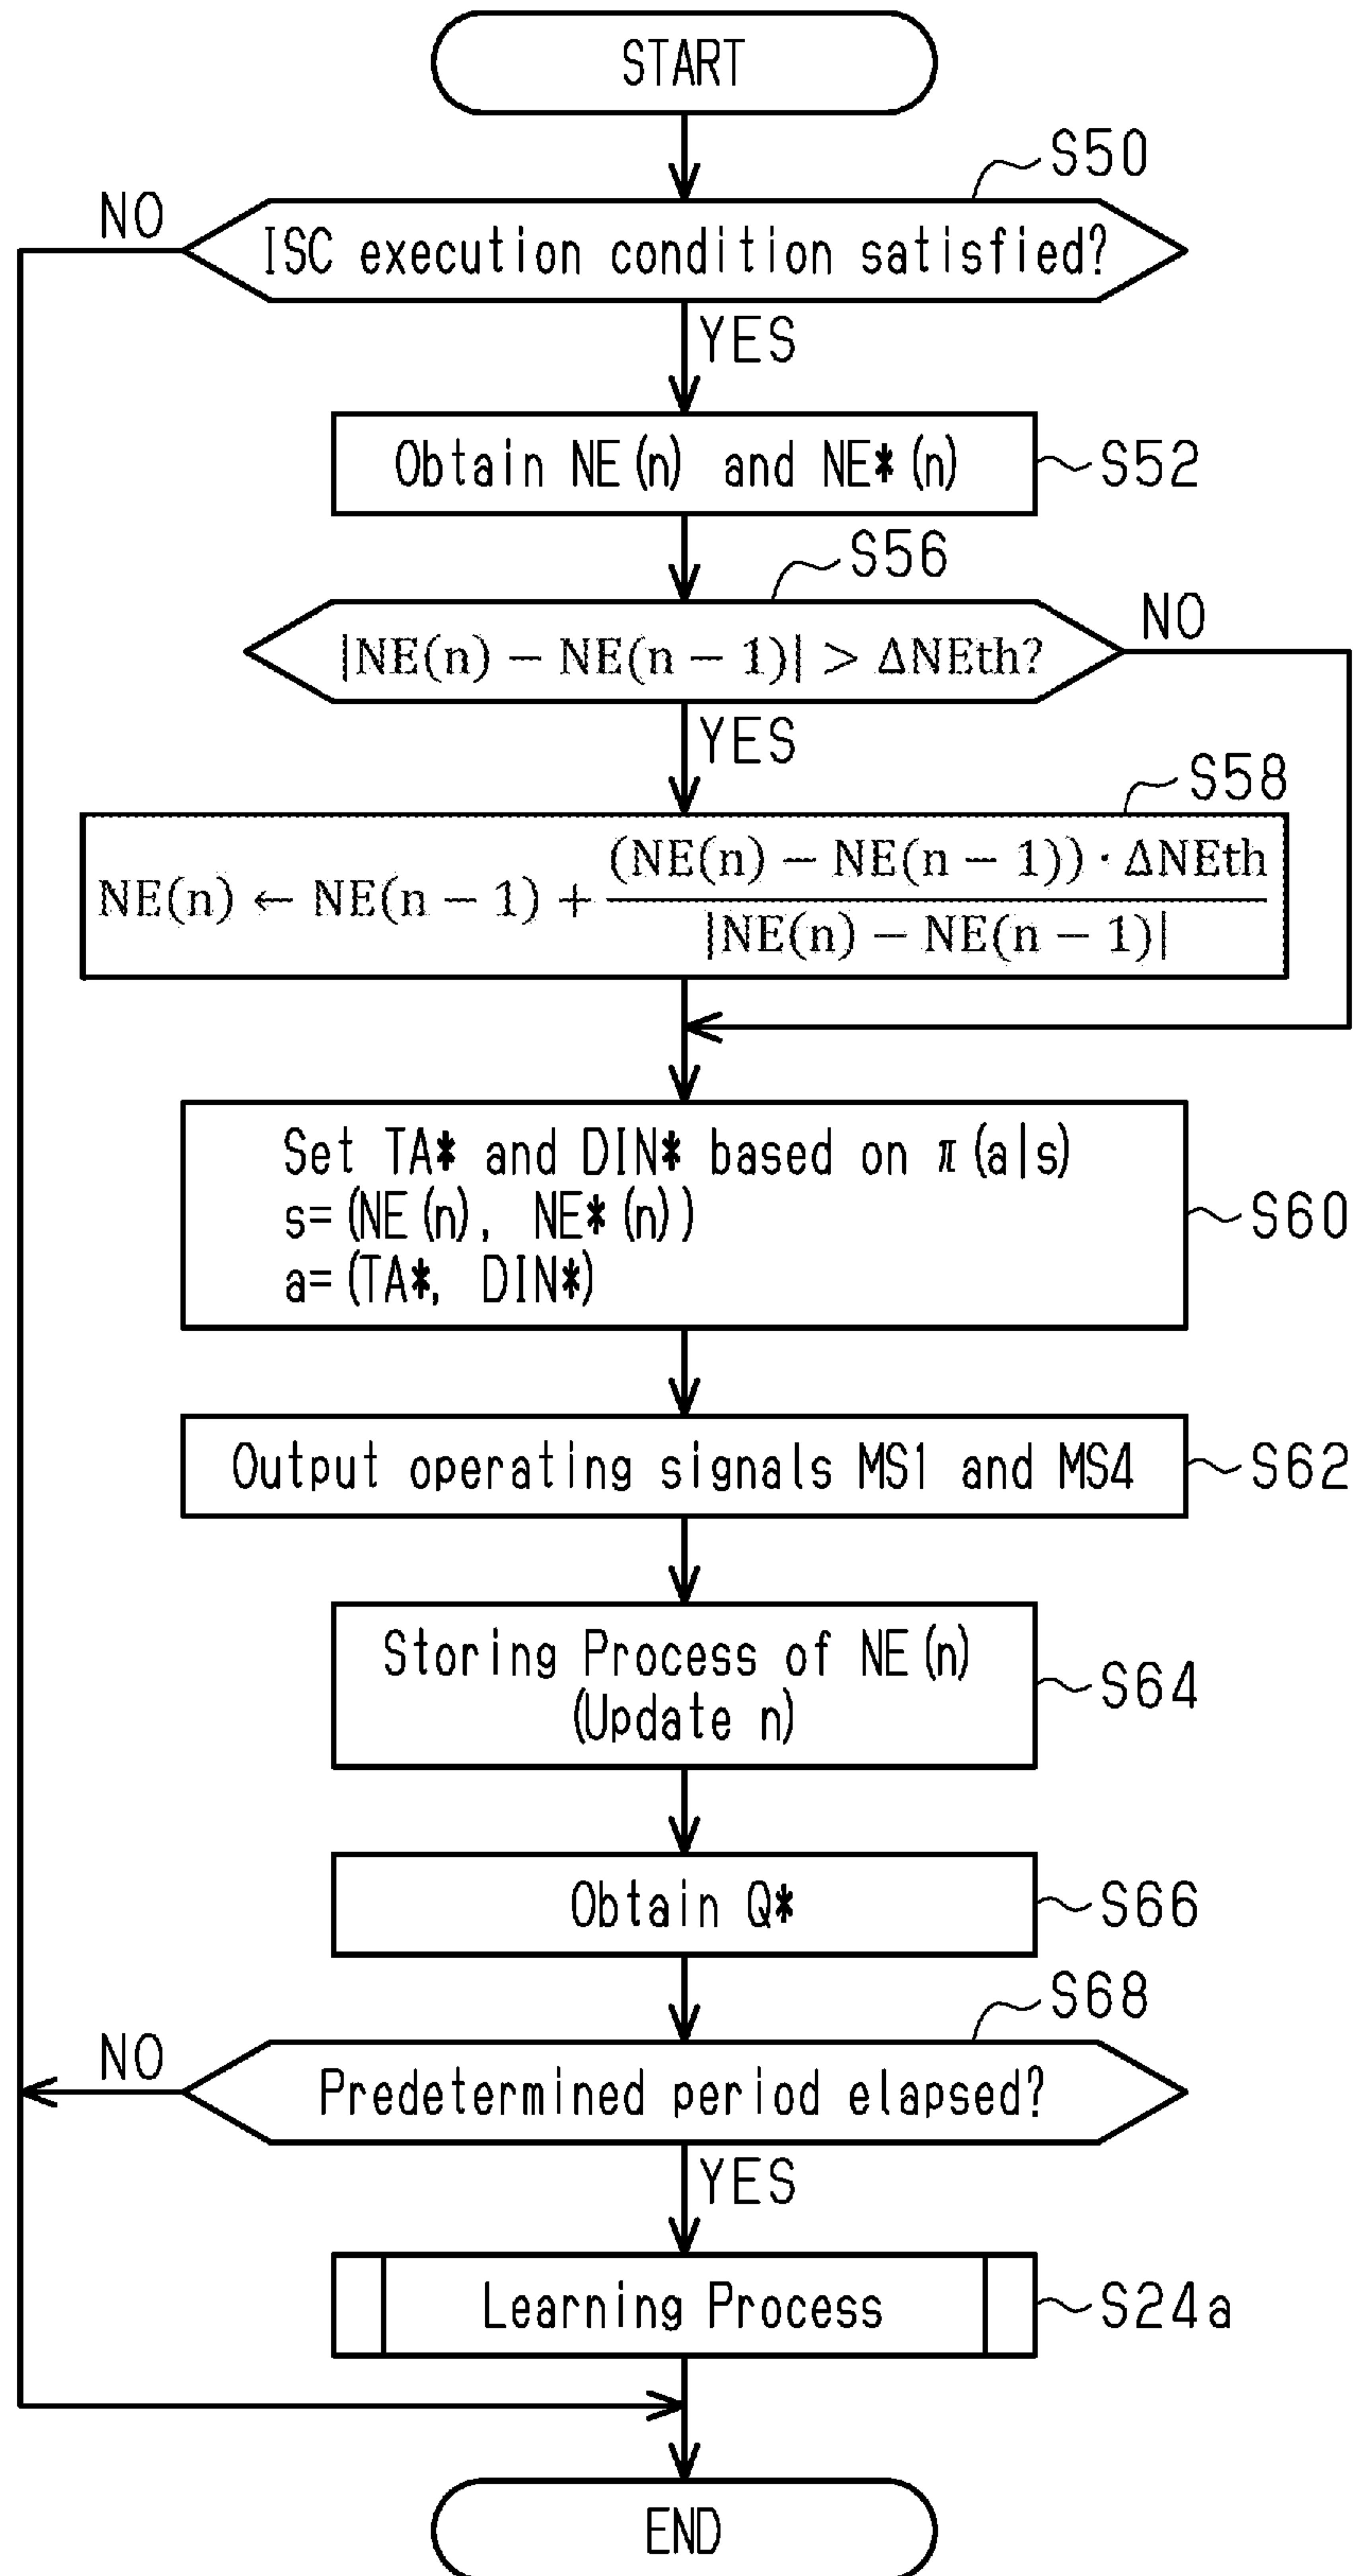 START
S50
NO
ISC execution condition satisfied?
YES
Obtain NE(n) and NE*(n)
S52
S56
NO
|NE(n) − NE(n − 1)| > ΔNEth?
YES
S58
NE(n) ← NE(n − 1) + (NE(n) − NE(n − 1)) · ΔNEth
|NE(n) − NE(n − 1)|
Set TA* and DIN* based on π(a|s)
s=(NE(n), NE*(n))
a=(TA*, DIN*)
S60
Output operating signals MS1 and MS4
S62
Storing Process of NE(n)
(Update n)
S64
Obtain Q*
S66
S68
NO
Predetermined period elapsed?
YES
Learning Process
S24a
END